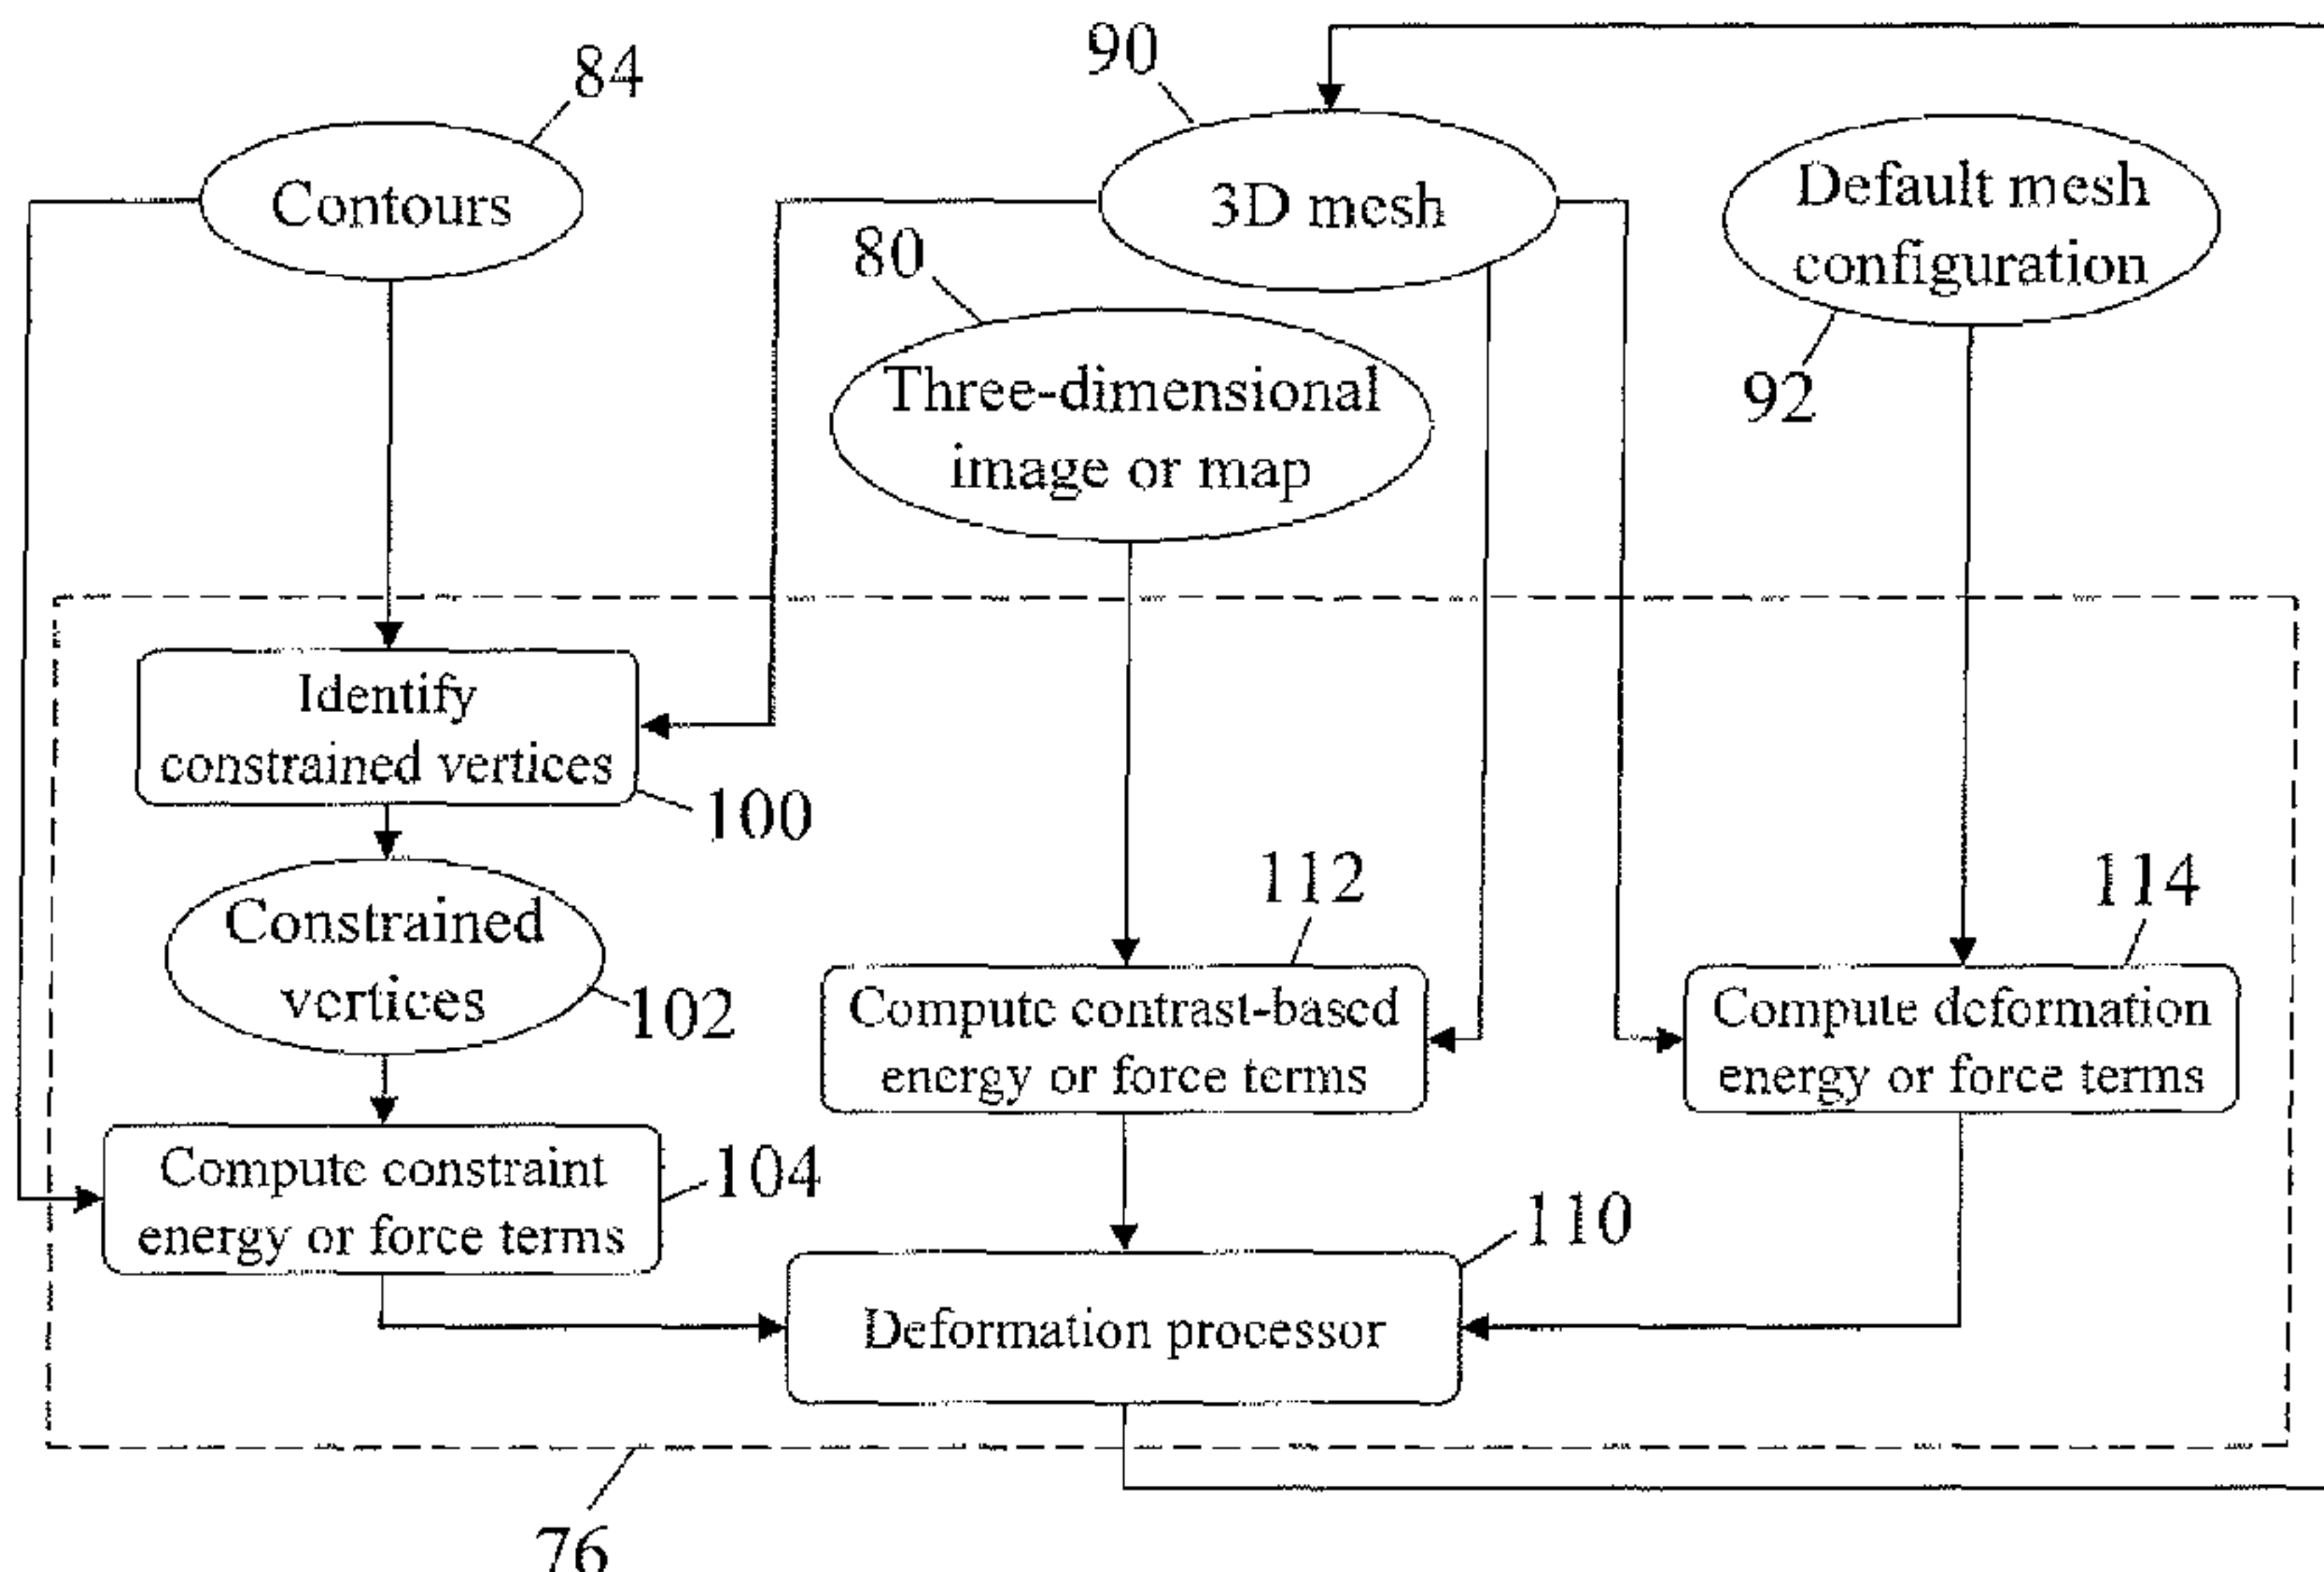 84
Contours
90
3D mesh
Default mesh
configuration
92
80
Three-dimensional
image or map
Identify
constrained vertices
100
Constrained
vertices
102
Compute constraint
energy or force terms
104
112
Compute contrast-based
energy or force terms
114
Compute deformation
energy or force terms
110
Deformation processor
76